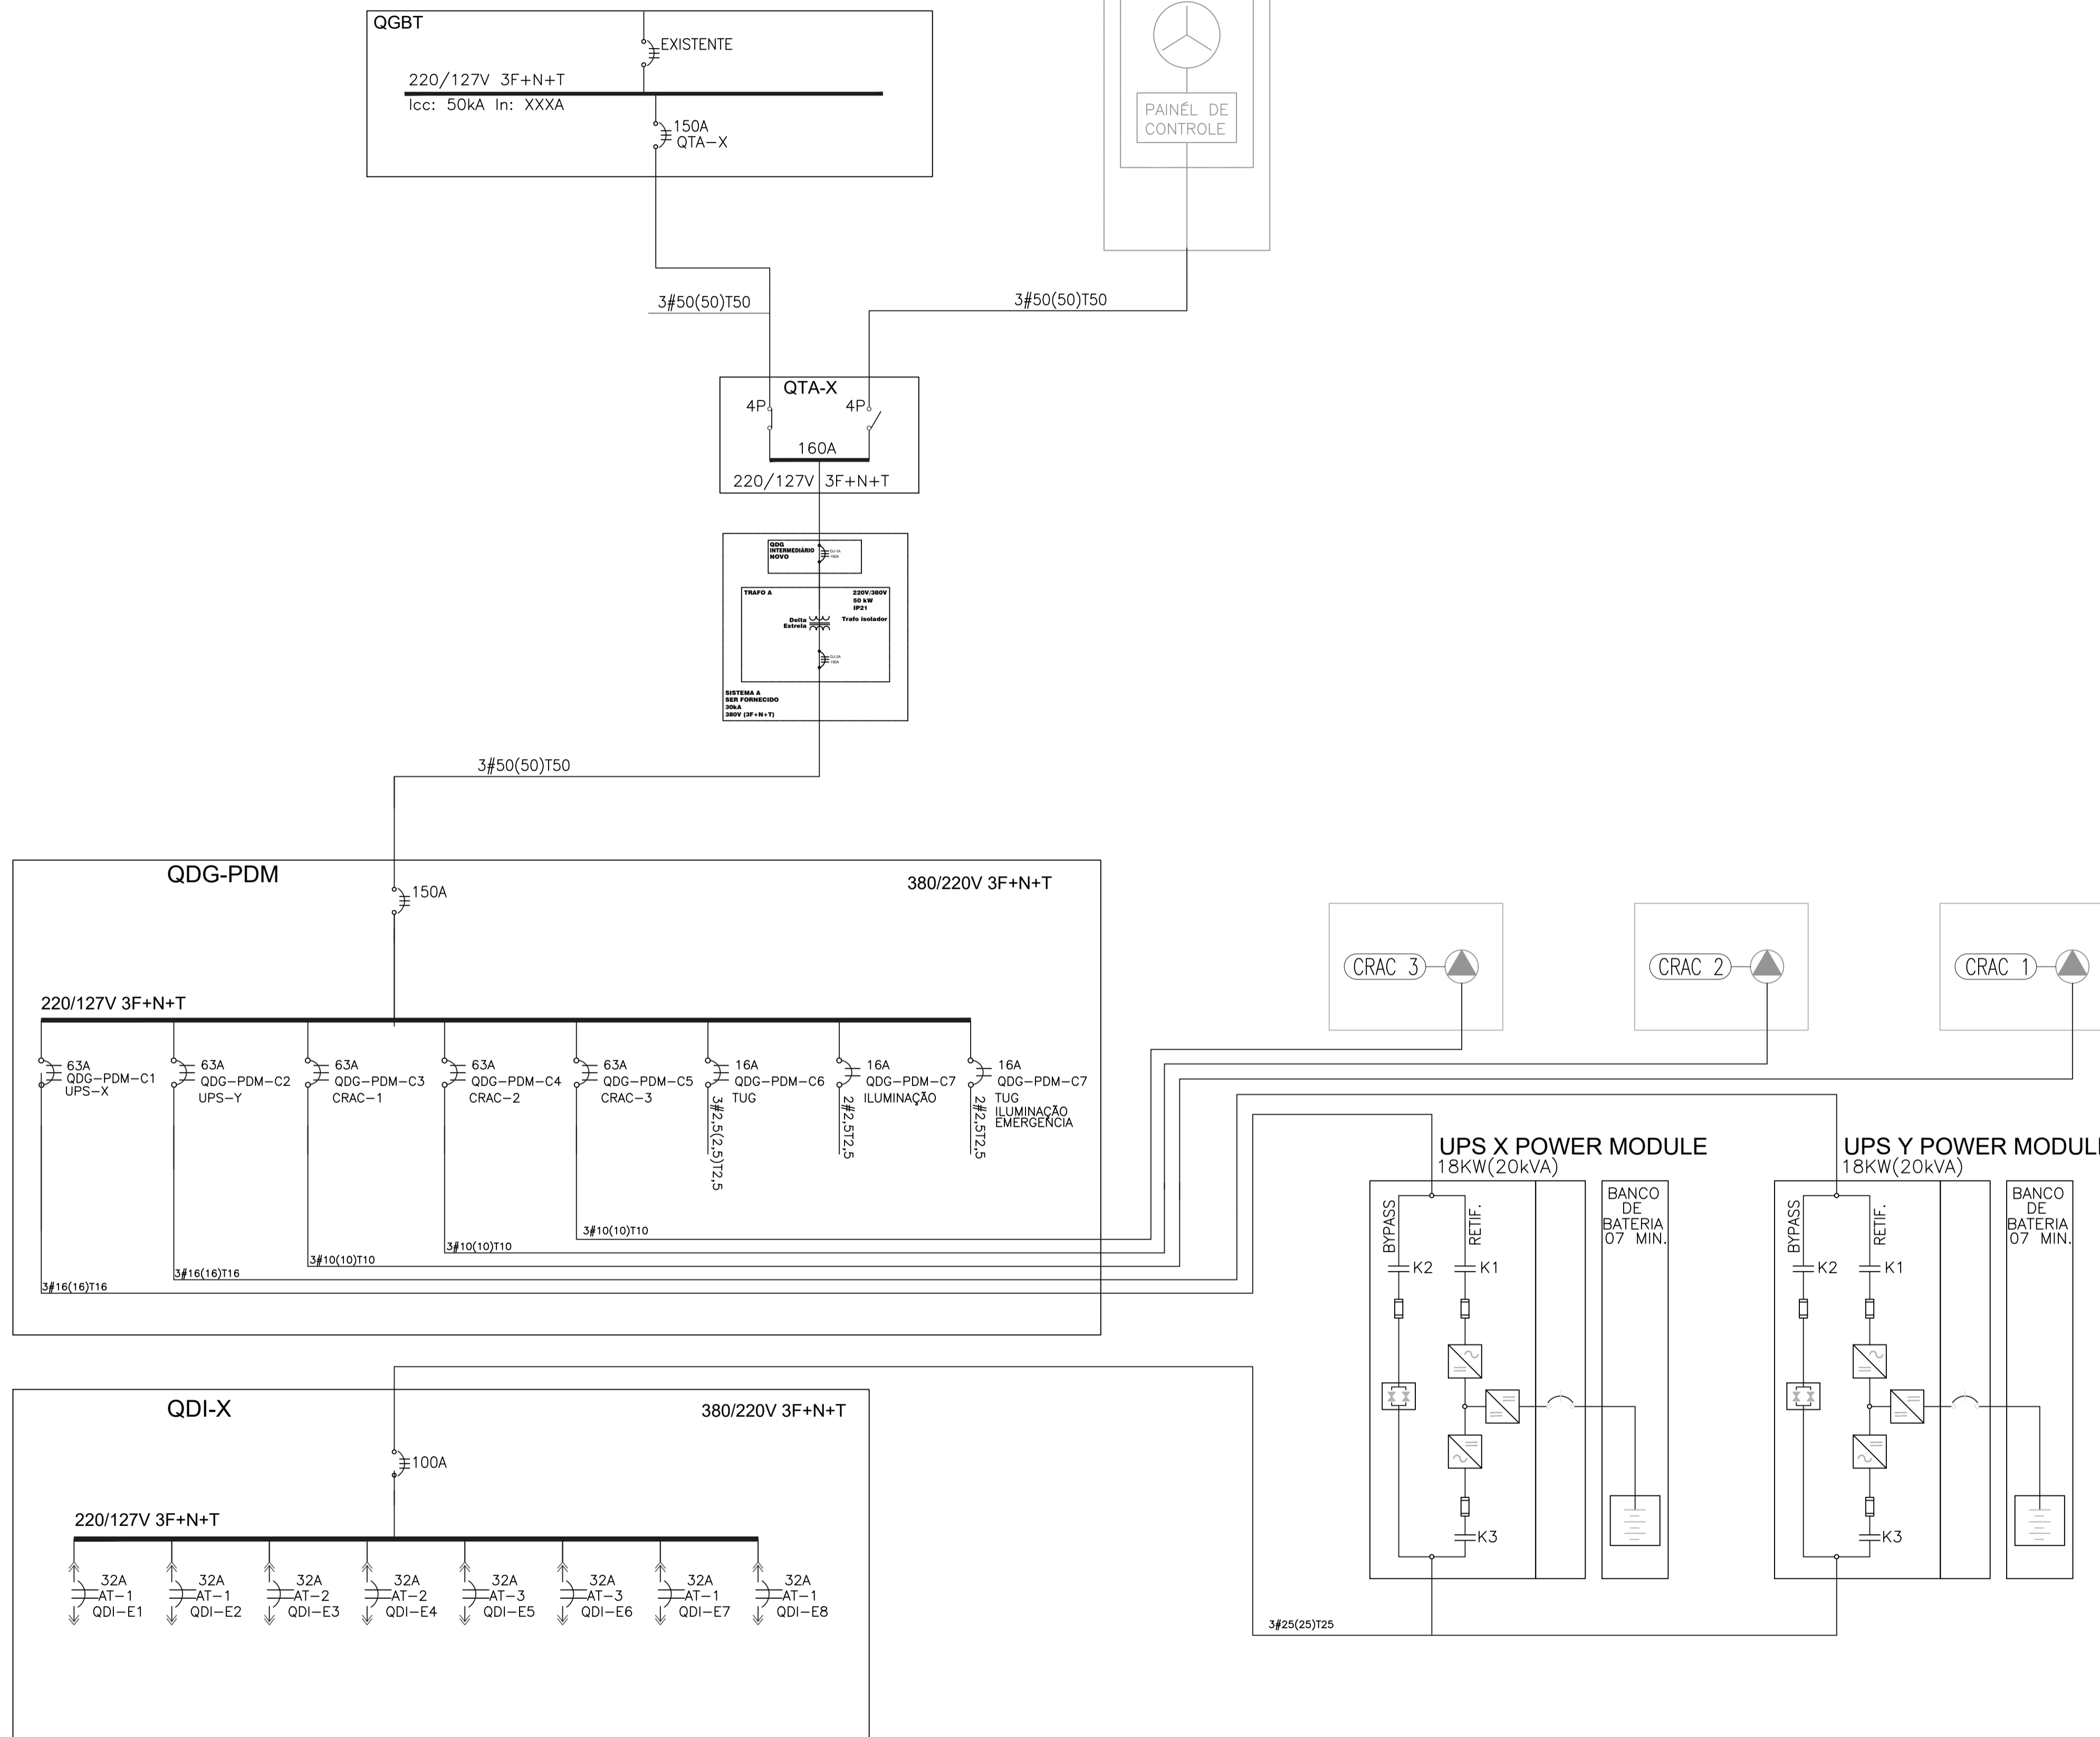 QGBT
EXISTENTE
220/127V 3F+N+T
Icc: 50kA In: XXXA
150A
QTA-X
PAINÉL DE
CONTROLE
3#50(50)T50
3#50(50)T50
QTA-X
4P
4P
160A
220/127V 3F+N+T
QDG
INTERMEDIÁRIO
NOVO
DJ-1A
150A
TRAFO A
220V/380V
50 kW
IP21
Delta
Estrela
Trafo isolador
DJ-2A
150A
SISTEMA A
SER FORNECIDO
30kA
380V (3F+N+T)
3#50(50)T50
QDG-PDM
380/220V 3F+N+T
150A
220/127V 3F+N+T
63A
QDG-PDM-C1
UPS-X
63A
QDG-PDM-C2
UPS-Y
63A
QDG-PDM-C3
CRAC-1
63A
QDG-PDM-C4
CRAC-2
63A
QDG-PDM-C5
CRAC-3
16A
QDG-PDM-C6
TUG
16A
QDG-PDM-C7
ILUMINAÇÃO
16A
QDG-PDM-C7
TUG
ILUMINAÇÃO
EMERGENCIA
3#2,5(2,5)T2,5
2#2,5T2,5
2#2,5T2,5
3#10(10)T10
3#10(10)T10
3#10(10)T10
3#16(16)T16
3#16(16)T16
CRAC 3
CRAC 2
CRAC 1
UPS X POWER MODULE
18KW(20kVA)
BYPASS
RETIF.
K2
K1
K3
BANCO
DE
BATERIA
07 MIN.
UPS Y POWER MODULE
18KW(20kVA)
BYPASS
RETIF.
K2
K1
K3
BANCO
DE
BATERIA
07 MIN.
3#25(25)T25
QDI-X
380/220V 3F+N+T
100A
220/127V 3F+N+T
32A
AT-1
QDI-E1
32A
AT-1
QDI-E2
32A
AT-2
QDI-E3
32A
AT-2
QDI-E4
32A
AT-3
QDI-E5
32A
AT-3
QDI-E6
32A
AT-1
QDI-E7
32A
AT-1
QDI-E8